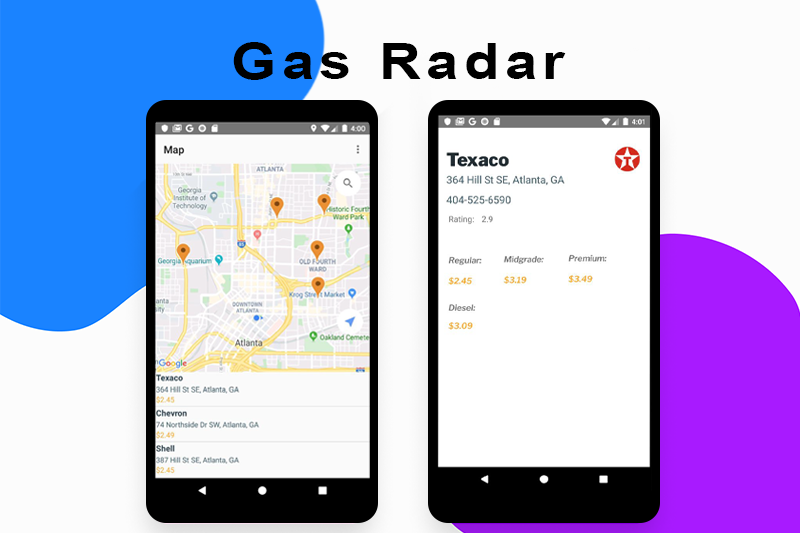 Gas Radar
4:00
Map
ATLANTA
Georgia
Institute of
Technology
Historic Fourth
Ward Park
Georgia Aquarium
OLD FOURTH
WARD
Krog Street Market
DOWNTOWN
ATLANTA
Atlanta
Oakland Cemete
Google
Texaco
364 Hill St SE, Atlanta, GA
$2.45
Chevron
74 Northside Dr SW, Atlanta, GA
$2.49
Shell
387 Hill St SE, Atlanta, GA
$2.45
4:01
Texaco
T
364 Hill St SE, Atlanta, GA
404-525-6590
Rating: 2.9
Regular: Midgrade: Premium:
$2.45 $3.19 $3.49
Diesel:
$3.09